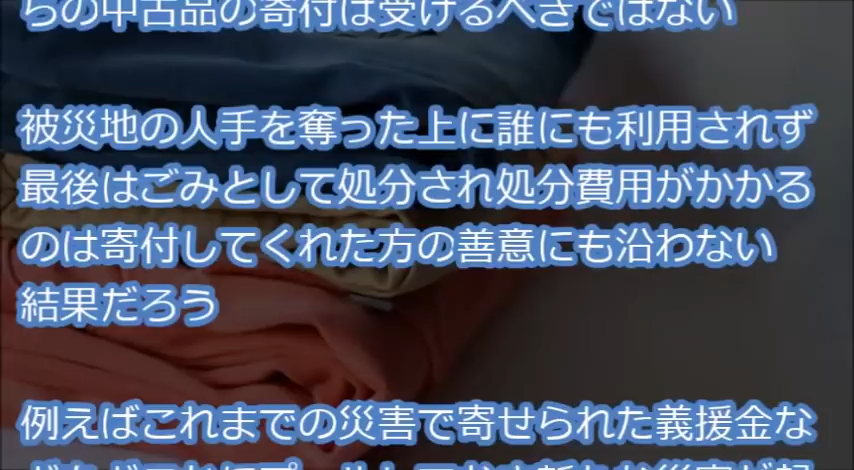 らの中古品の寄付は受けるべきではない
被災地の人手を奪った上に誰にも利用されず
最後はごみとして処分され処分費用がかかる
のは寄付してくれた方の善意にも沿わない
結果だろう
例えばこれまでの災害で寄せられた義援金な